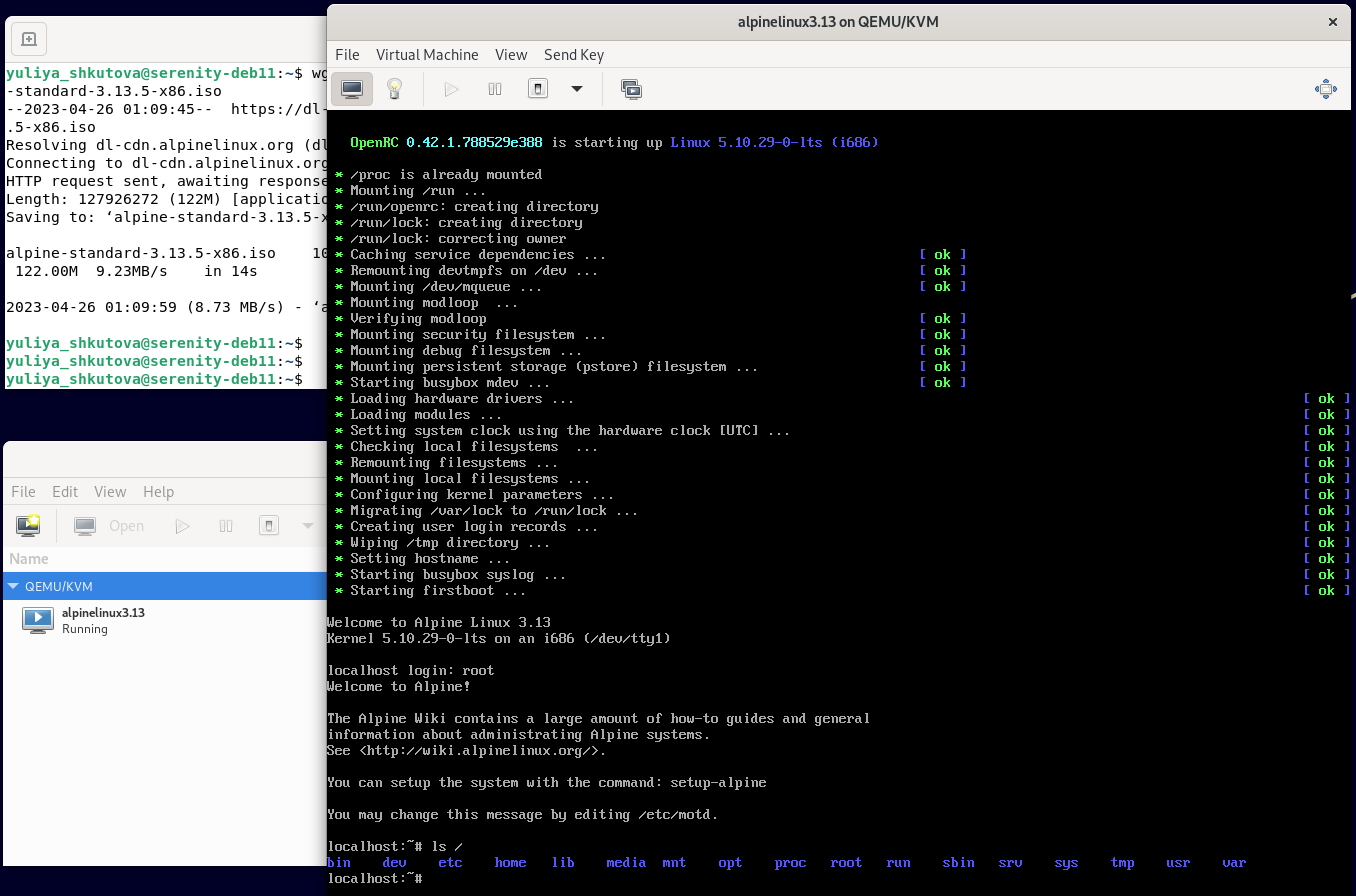 yuliya_shkutova@serenity-deb11:~$
-standard-3.13.5-x86.iso
--2023-04-26 01:09:45-- https://dl-
.5-x86.iso
Resolving dl-cdn.alpinelinux.org
Connecting to dl-cdn.alpinelinux.org
HTTP request sent, awaiting response
Length: 127926272 (122M)
Saving to: ‘alpine-standard-3.13.5-x
alpine-standard-3.13.5-x86.iso 10
122.00M 9.23MB/s in 14s
2023-04-26 01:09:59 (8.73 MB/s) - ‘a
yuliya_shkutova@serenity-deb11:~$
yuliya_shkutova@serenity-deb11:~$
yuliya_shkutova@serenity-deb11:~$
File Edit View Help
Open
Name
QEMU/KVM
alpinelinux3.13
Running
alpinelinux3.13 on QEMU/KVM
File Virtual Machine View Send Key
OpenRC 0.42.1.788529e388 is starting up Linux 5.10.29-0-lts (i686)
* /proc is already mounted
* Mounting /run ...
* /run/openrc: creating directory
* /run/lock: creating directory
* /run/lock: correcting owner
* Caching service dependencies ... [ ok ]
* Remounting devtmpfs on /dev ... [ ok ]
* Mounting /dev/mqueue ... [ ok ]
* Mounting modloop ...
* Verifying modloop [ ok ]
* Mounting security filesystem ... [ ok ]
* Mounting debug filesystem ... [ ok ]
* Mounting persistent storage (pstore) filesystem ... [ ok ]
* Starting busybox mdev ... [ ok ]
* Loading hardware drivers ... [ ok ]
* Loading modules ... [ ok ]
* Setting system clock using the hardware clock [UTC] ... [ ok ]
* Checking local filesystems ... [ ok ]
* Remounting filesystems ... [ ok ]
* Mounting local filesystems ... [ ok ]
* Configuring kernel parameters ... [ ok ]
* Migrating /var/lock to /run/lock ... [ ok ]
* Creating user login records ... [ ok ]
* Wiping /tmp directory ... [ ok ]
* Setting hostname ... [ ok ]
* Starting busybox syslog ... [ ok ]
* Starting firstboot ... [ ok ]
Welcome to Alpine Linux 3.13
Kernel 5.10.29-0-lts on an i686 (/dev/tty1)
localhost login: root
Welcome to Alpine!
The Alpine Wiki contains a large amount of how-to guides and general
information about administrating Alpine systems.
See <http://wiki.alpinelinux.org/>.
You can setup the system with the command: setup-alpine
You may change this message by editing /etc/motd.
localhost:~# ls /
bin dev etc home lib media mnt opt proc root run sbin srv sys tmp usr var
localhost:~#